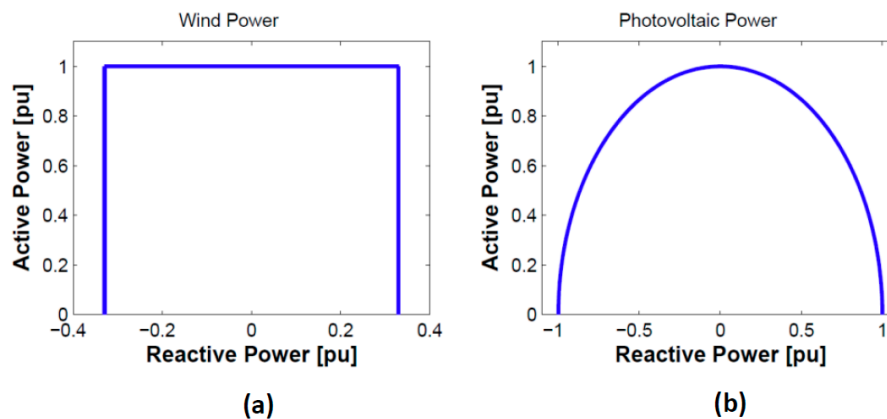 Wind Power
Active Power [pu]
1
0.8
0.6
0.4
0.2
0
−0.4
−0.2
0
0.2
0.4
Reactive Power [pu]
(a)
Photovoltaic Power
Active Power [pu]
1
0.8
0.6
0.4
0.2
0
−1
−0.5
0
0.5
1
Reactive Power [pu]
(b)